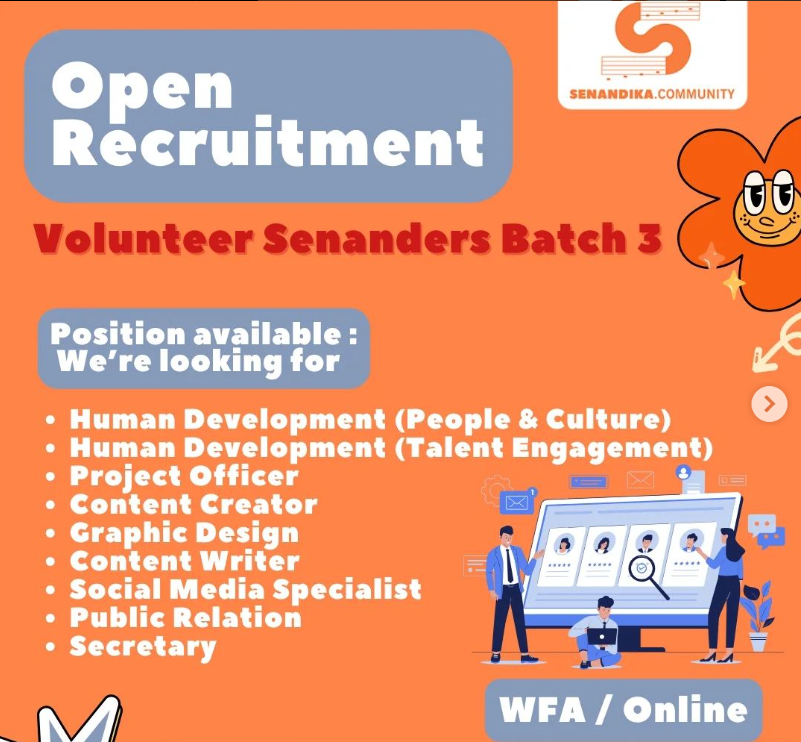 SENANDIKA.COMMUNITY
Open
Recruitment
Volunteer Senanders Batch 3
Position available :
We're looking for
• Human Development (People & Culture)
• Human Development (Talent Engagement)
• Project Officer
• Content Creator
• Graphic Design
• Content Writer
• Social Media Specialist
• Public Relation
• Secretary
1
WFA / Online